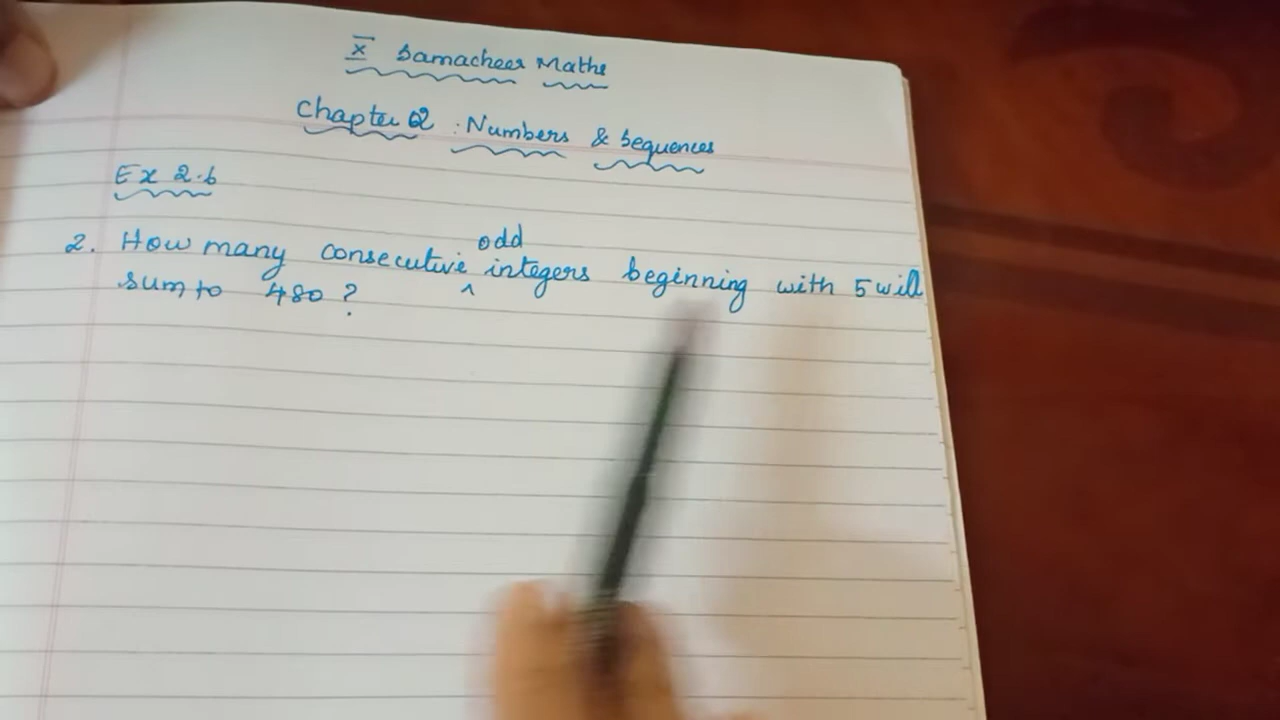 X Samacheer Maths
Chapter 2 : Numbers & Sequences
Ex 2.6
2. How many consecutive odd integers beginning with 5 will
sum to 480 ?